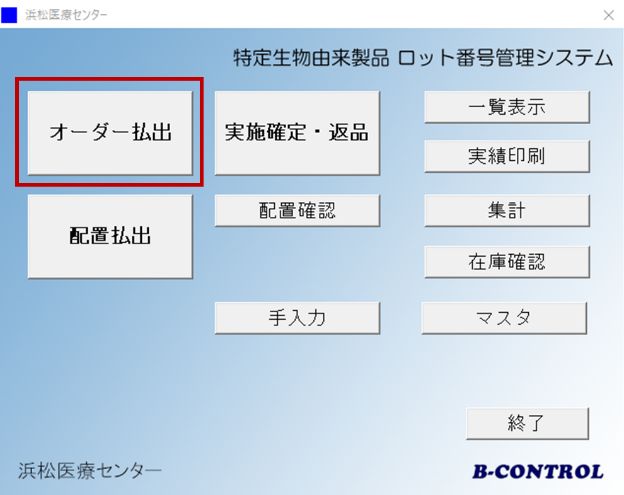 浜松医療センター
特定生物由来製品 ロット番号管理システム
オーダー払出
実施確定・返品
一覧表示
実績印刷
配置払出
配置確認
集計
在庫確認
手入力
マスタ
終了
浜松医療センター
B-CONTROL